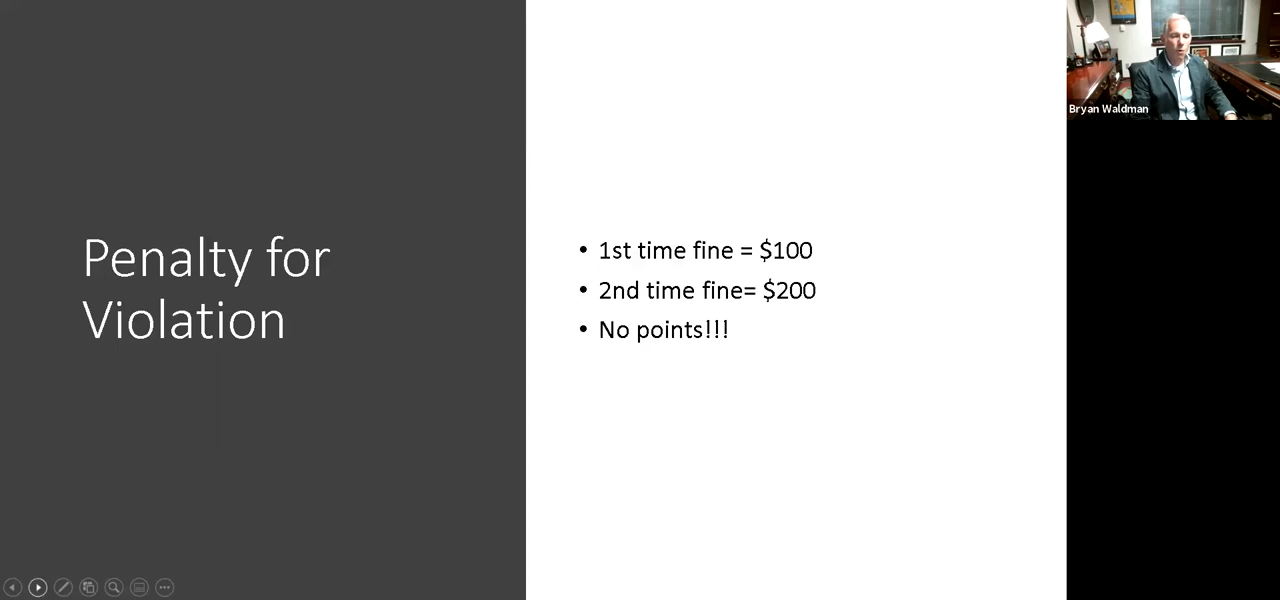 Penalty for
Violation
• 1st time fine = $100
• 2nd time fine= $200
• No points!!!
Bryan Waldman